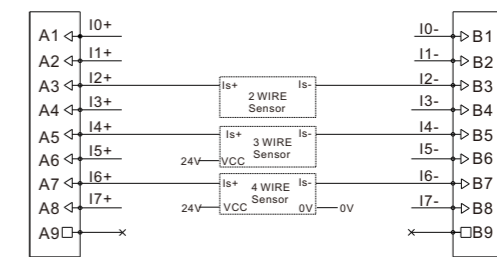 A1 I0+ I0- B1
A2 I1+ I1- B2
A3 I2+ Is+ Is- I2- B3
2 WIRE
Sensor
A4 I3+ I3- B4
A5 I4+ Is+ Is- I4- B5
3 WIRE
Sensor
A6 I5+ 24V VCC I5- B6
A7 I6+ Is+ Is- I6- B7
4 WIRE
Sensor
A8 I7+ 24V VCC 0V 0V I7- B8
A9 B9